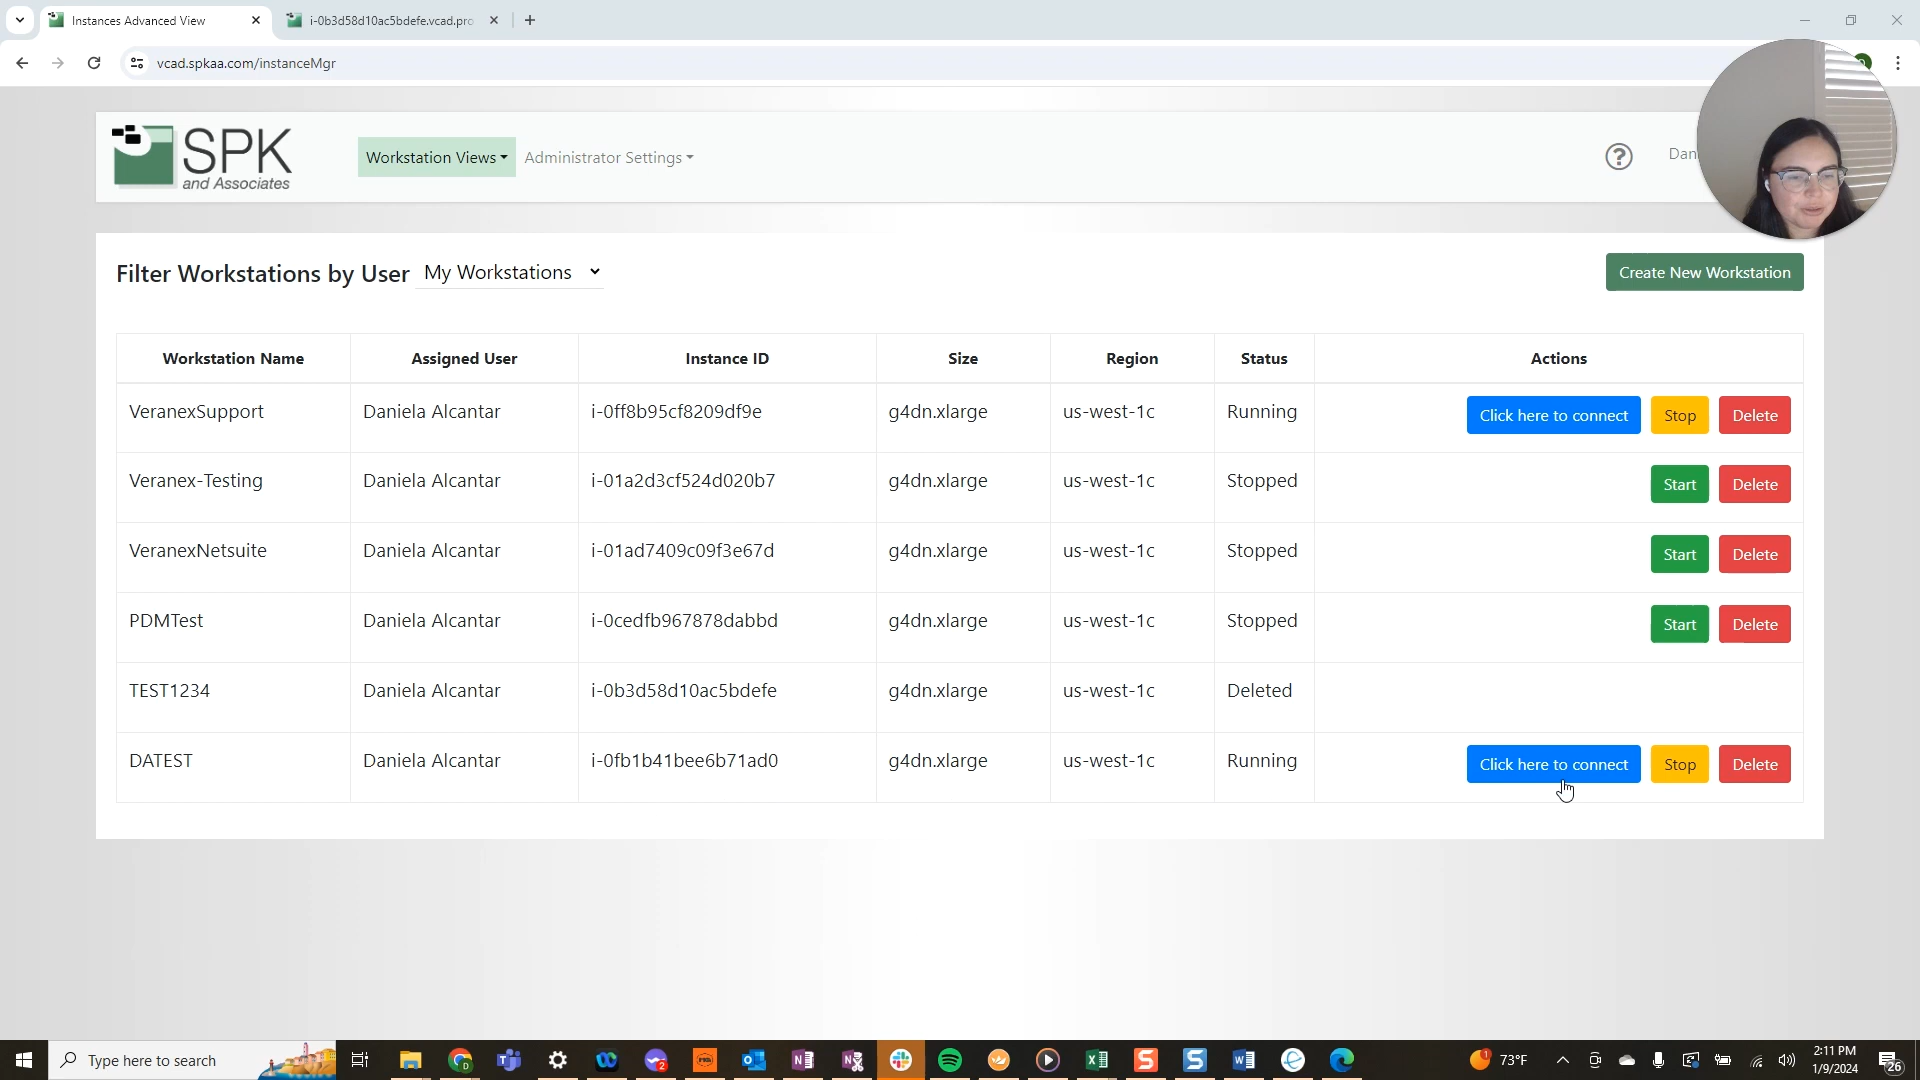 Instances Advanced View
i-0b3d58d10ac5bdefe.vcad.pro
vcad.spkaa.com/instanceMgr
SPK
and Associates
Workstation Views
Administrator Settings
?
Dan
Filter Workstations by User My Workstations
Create New Workstation
Workstation Name Assigned User Instance ID Size Region Status Actions
VeranexSupport Daniela Alcantar i-0ff8b95cf8209df9e g4dn.xlarge us-west-1c Running Click here to connect Stop Delete
Veranex-Testing Daniela Alcantar i-01a2d3cf524d020b7 g4dn.xlarge us-west-1c Stopped Start Delete
VeranexNetsuite Daniela Alcantar i-01ad7409c09f3e67d g4dn.xlarge us-west-1c Stopped Start Delete
PDMTest Daniela Alcantar i-0cedfb967878dabbd g4dn.xlarge us-west-1c Stopped Start Delete
TEST1234 Daniela Alcantar i-0b3d58d10ac5bdefe g4dn.xlarge us-west-1c Deleted
DATEST Daniela Alcantar i-0fb1b41bee6b71ad0 g4dn.xlarge us-west-1c Running Click here to connect Stop Delete
Type here to search
73°F
2:11 PM
1/9/2024
26